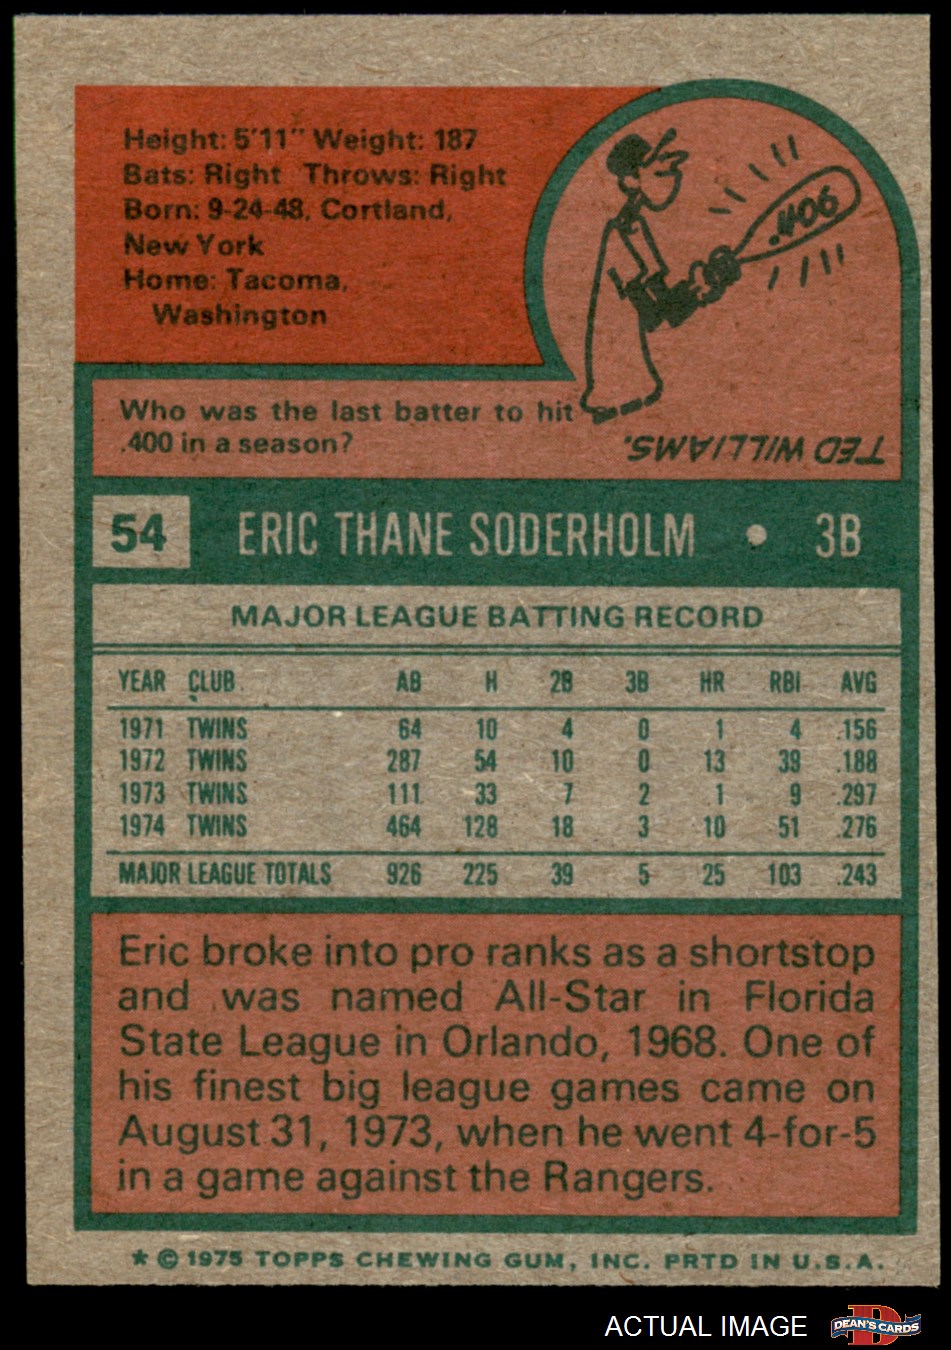 Height: 5'11" Weight: 187
Bats: Right Throws: Right
Born: 9-24-48, Cortland,
New York
Home: Tacoma,
Washington
.406
Who was the last batter to hit
.400 in a season?
TED WILLIAMS.
54 ERIC THANE SODERHOLM • 3B
MAJOR LEAGUE BATTING RECORD
YEAR CLUB AB H 2B 3B HR RBI AVG
1971 TWINS 64 10 4 0 1 4 .156
1972 TWINS 287 54 10 0 13 39 .188
1973 TWINS 111 33 7 2 1 9 .297
1974 TWINS 464 128 18 3 10 51 .276
MAJOR LEAGUE TOTALS 926 225 39 5 25 103 .243
Eric broke into pro ranks as a shortstop
and was named All-Star in Florida
State League in Orlando, 1968. One of
his finest big league games came on
August 31, 1973, when he went 4-for-5
in a game against the Rangers.
* © 1975 TOPPS CHEWING GUM, INC. PRTD IN U.S.A.
ACTUAL IMAGE
D
DEAN'S CARDS